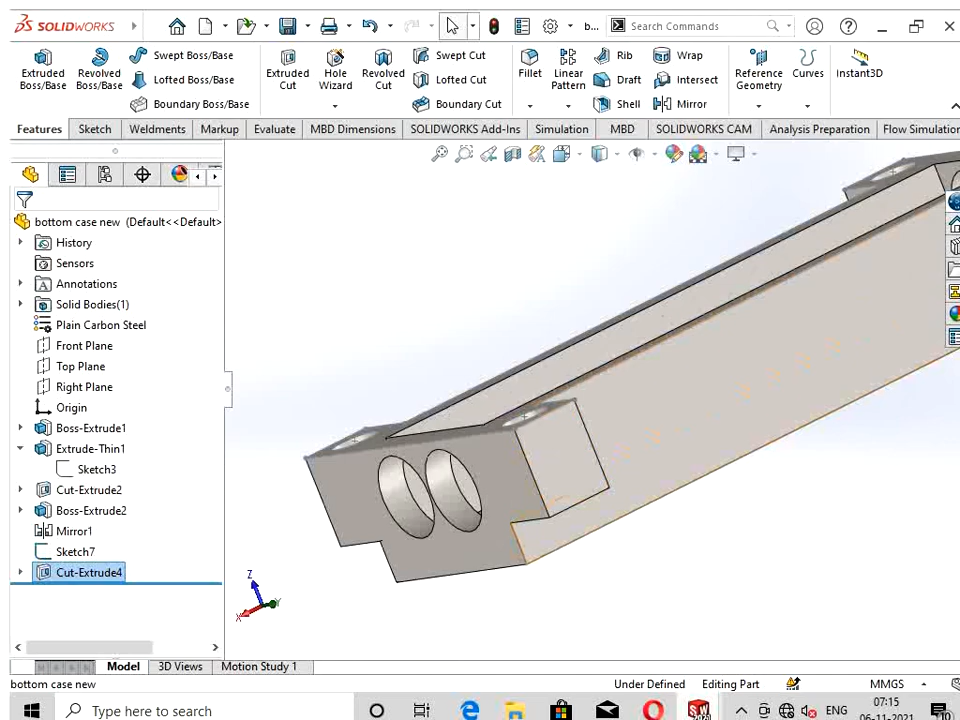 SOLIDWORKS
b...
Search Commands
Extruded Boss/Base
Revolved Boss/Base
Swept Boss/Base
Lofted Boss/Base
Boundary Boss/Base
Extruded Cut
Hole Wizard
Revolved Cut
Swept Cut
Lofted Cut
Boundary Cut
Fillet
Linear Pattern
Rib
Draft
Shell
Wrap
Intersect
Mirror
Reference Geometry
Curves
Instant3D
Features Sketch Weldments Markup Evaluate MBD Dimensions SOLIDWORKS Add-Ins Simulation MBD SOLIDWORKS CAM Analysis Preparation Flow Simulation
bottom case new (Default<<Default>
History
Sensors
Annotations
Solid Bodies(1)
Plain Carbon Steel
Front Plane
Top Plane
Right Plane
Origin
Boss-Extrude1
Extrude-Thin1
Sketch3
Cut-Extrude2
Boss-Extrude2
Mirror1
Sketch7
Cut-Extrude4
Z
X
Y
Model 3D Views Motion Study 1
bottom case new Under Defined Editing Part MMGS
Type here to search
ENG
07:15
06-11-2021